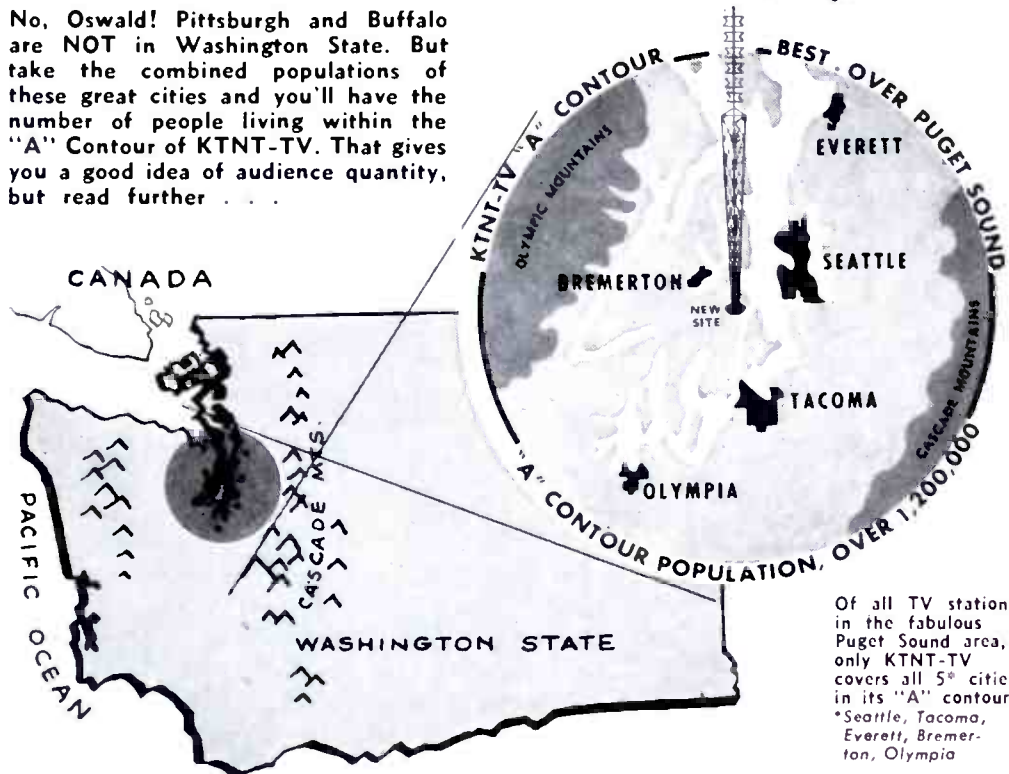 No, Oswald! Pittsburgh and Buffalo
are NOT in Washington State. But
take the combined populations of
these great cities and you'll have the
number of people living within the
"A" Contour of KTNT-TV. That gives
you a good idea of audience quantity,
but read further . . .
KTNT-TV "A" CONTOUR
BEST OVER PUGET SOUND
OLYMPIC MOUNTAINS
EVERETT
SEATTLE
BREMERTON
NEW
SITE
TACOMA
CASCADE MOUNTAINS
OLYMPIA
"A" CONTOUR POPULATION, OVER 1,200,000
CANADA
CASCADE MTS.
PACIFIC OCEAN
WASHINGTON STATE
Of all TV station
in the fabulous
Puget Sound area,
only KTNT-TV
covers all 5* citie
in its "A" contour
*Seattle, Tacoma,
Everett, Bremer-
ton, Olympia